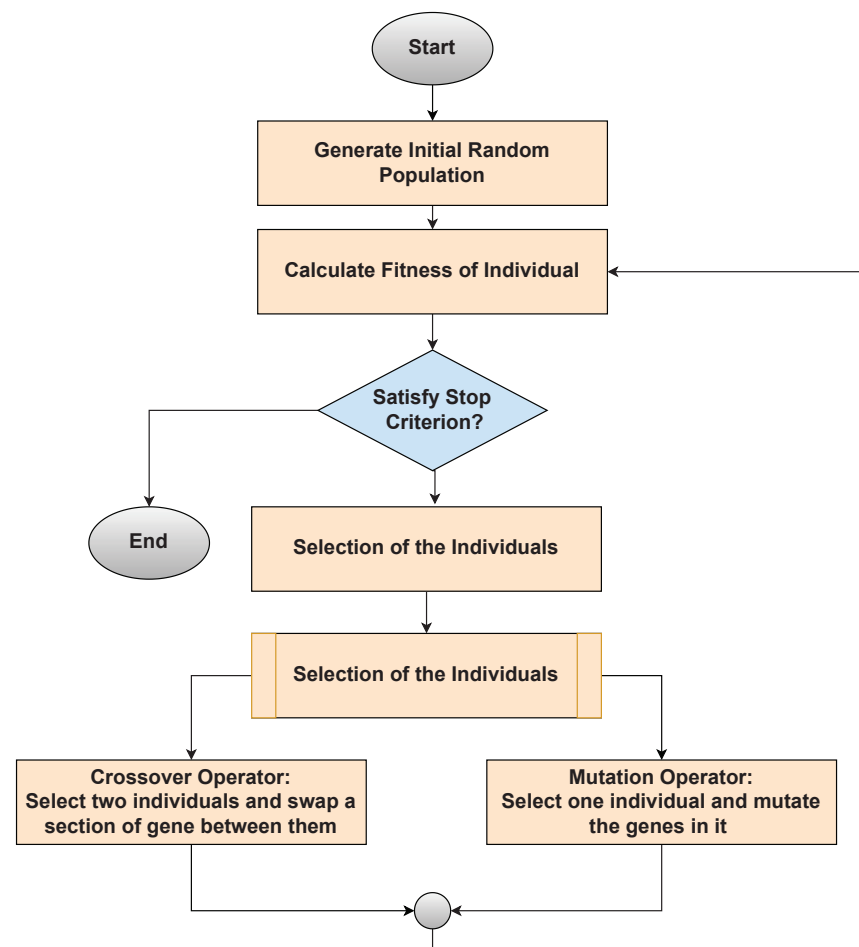 Start
Generate Initial Random
Population
Calculate Fitness of Individual
Satisfy Stop
Criterion?
End
Selection of the Individuals
Selection of the Individuals
Crossover Operator:
Select two individuals and swap a
section of gene between them
Mutation Operator:
Select one individual and mutate
the genes in it